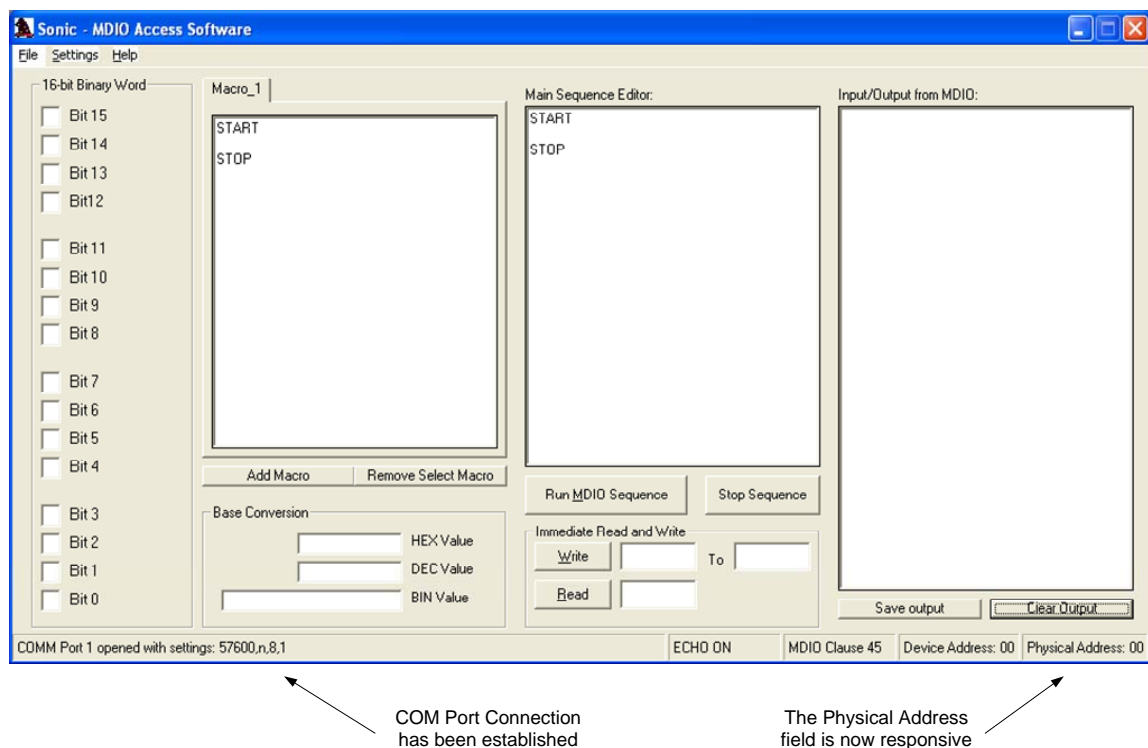 Sonic - MDIO Access Software
File Settings Help
16-bit Binary Word
Bit 15
Bit 14
Bit 13
Bit12
Bit 11
Bit 10
Bit 9
Bit 8
Bit 7
Bit 6
Bit 5
Bit 4
Bit 3
Bit 2
Bit 1
Bit 0
Macro_1
START
STOP
Add Macro
Remove Select Macro
Base Conversion
HEX Value
DEC Value
BIN Value
Main Sequence Editor:
START
STOP
Run MDIO Sequence
Stop Sequence
Immediate Read and Write
Write
To
Read
Input/Output from MDIO:
Save output
Clear Output
COMM Port 1 opened with settings: 57600,n,8,1
ECHO ON
MDIO Clause 45
Device Address: 00
Physical Address: 00
COM Port Connection
has been established
The Physical Address
field is now responsive